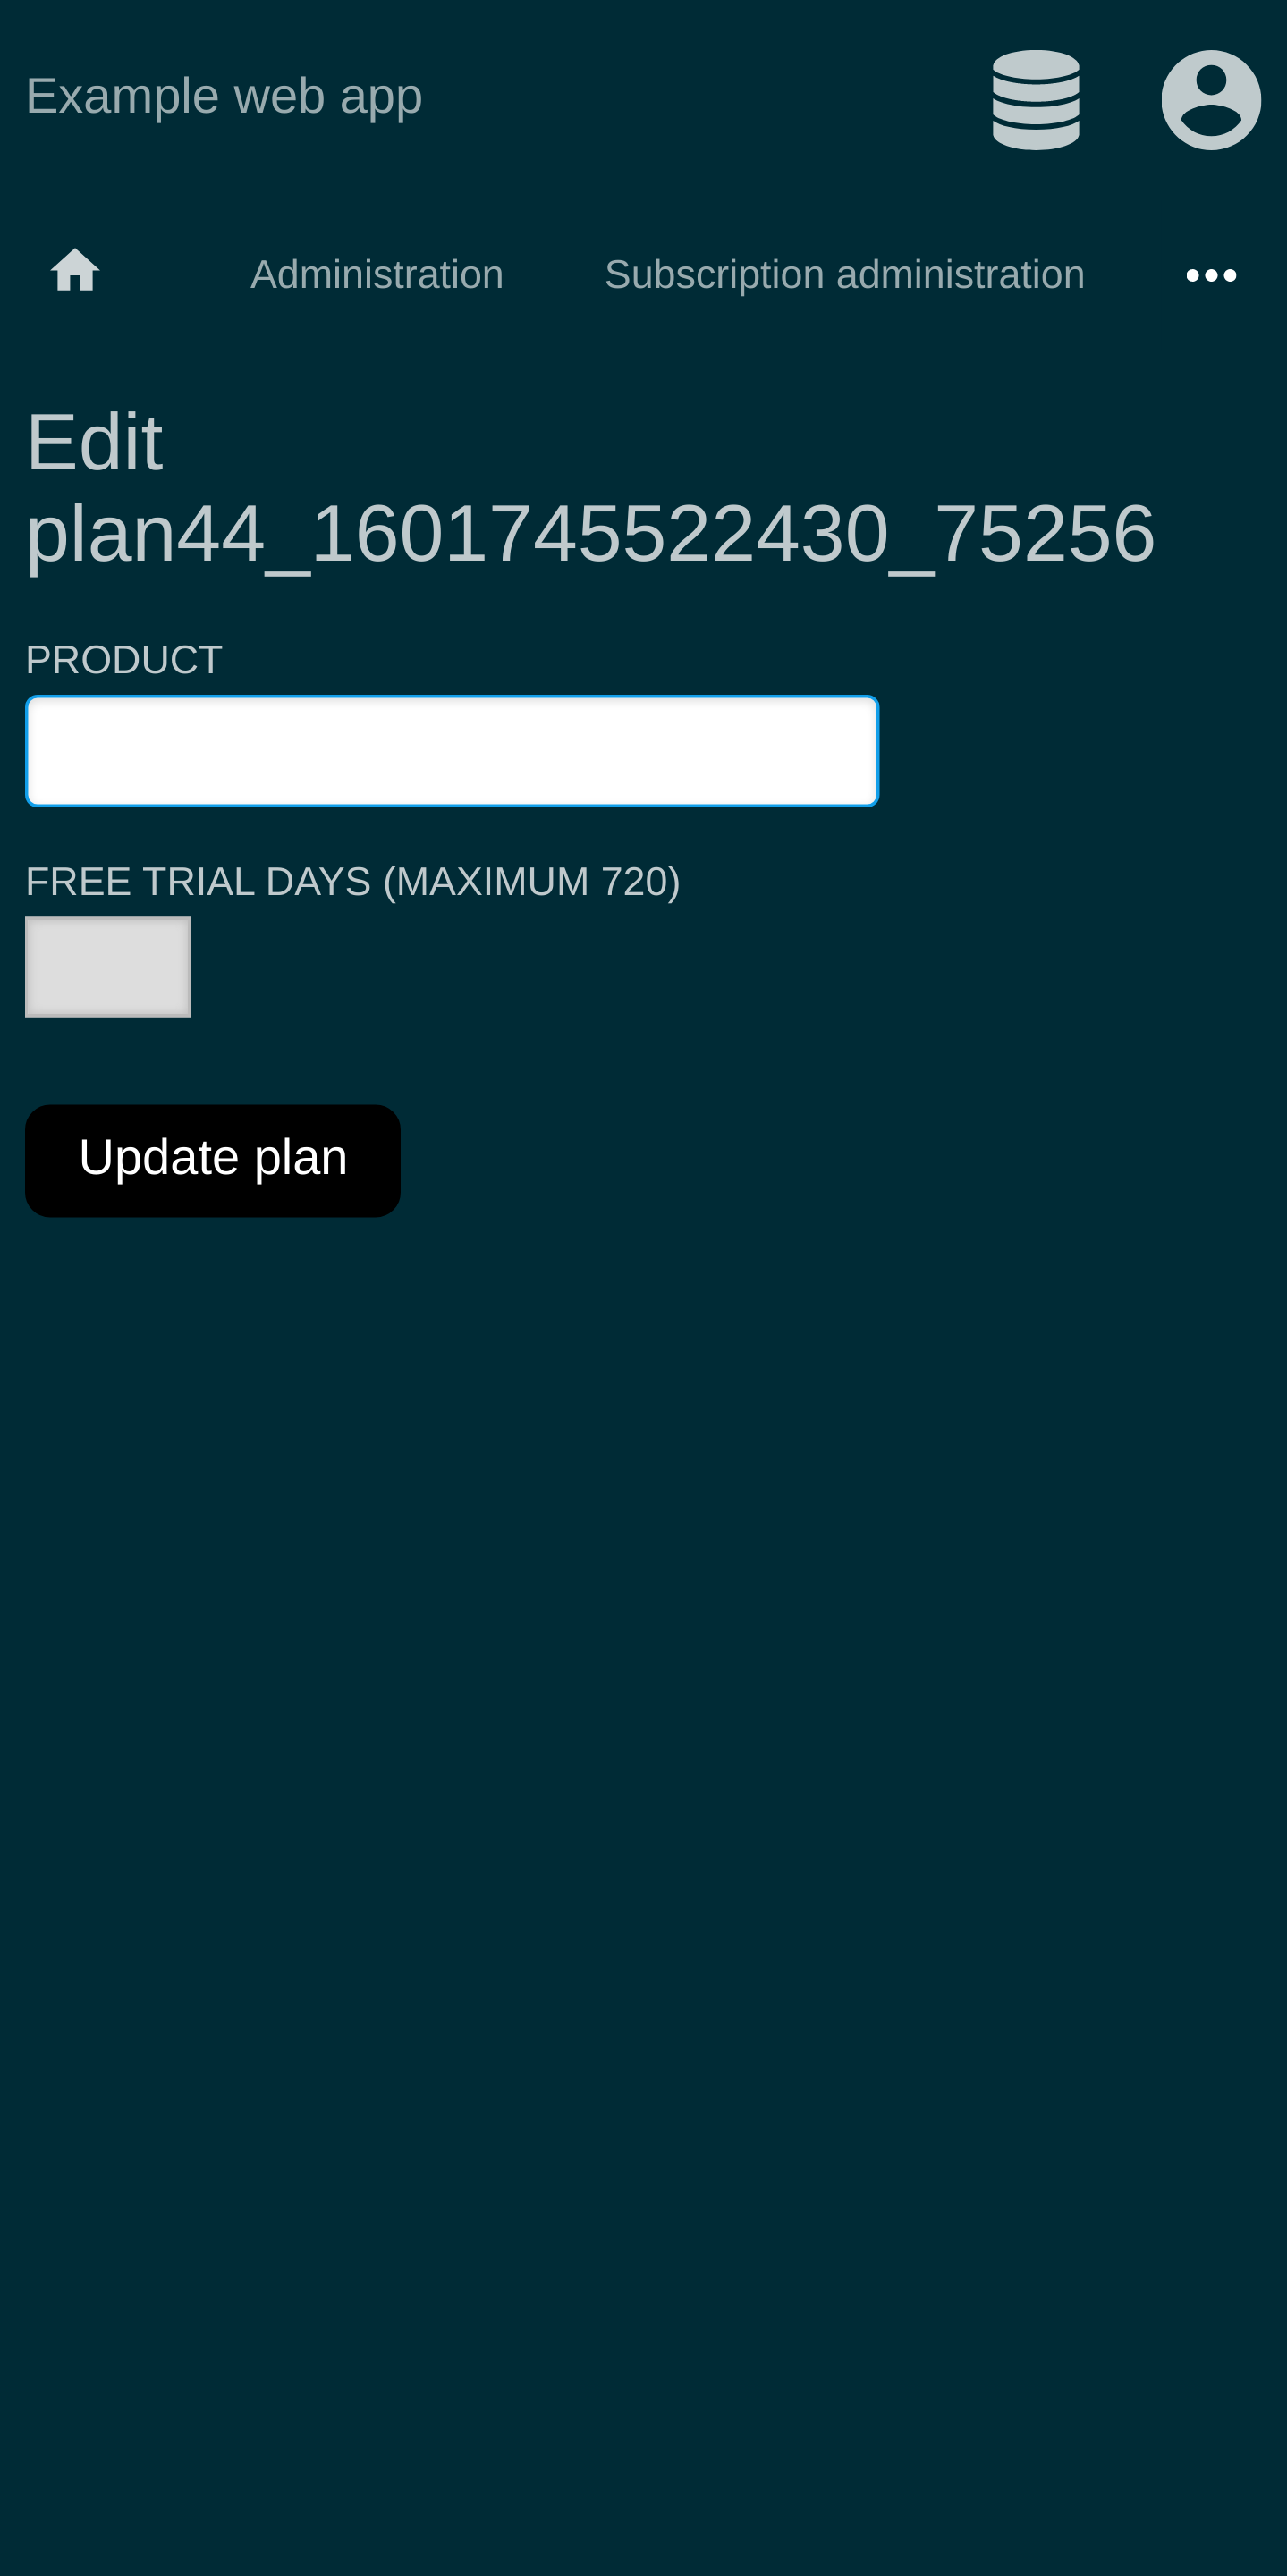 Example web app
Administration
Subscription administration
Edit
plan44_1601745522430_75256
PRODUCT
FREE TRIAL DAYS (MAXIMUM 720)
Update plan